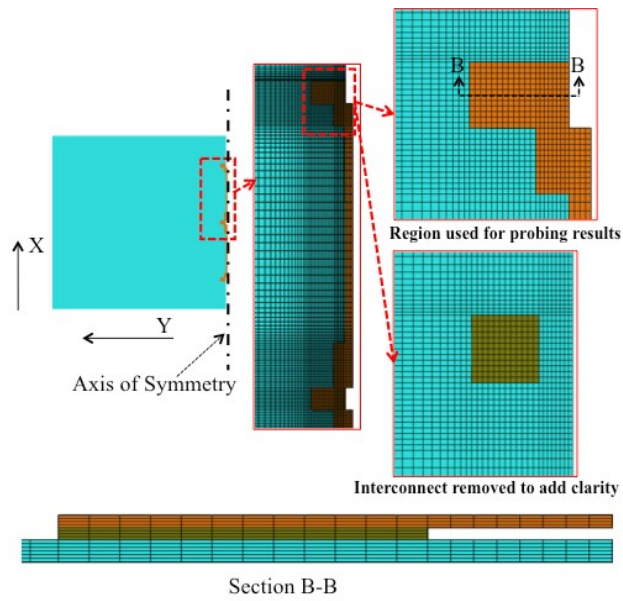 B B
Region used for probing results
X
Y
Axis of Symmetry
Interconnect removed to add clarity
Section B-B